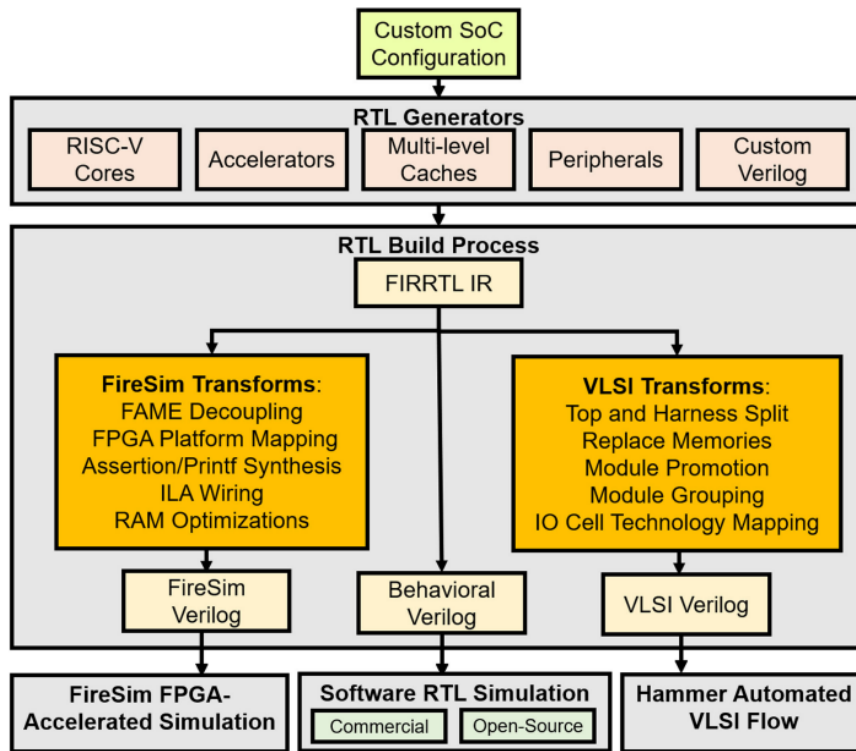 Custom SoC
Configuration
RTL Generators
RISC-V
Cores
Accelerators
Multi-level
Caches
Peripherals
Custom
Verilog
RTL Build Process
FIRRTL IR
FireSim Transforms:
FAME Decoupling
FPGA Platform Mapping
Assertion/Printf Synthesis
ILA Wiring
RAM Optimizations
VLSI Transforms:
Top and Harness Split
Replace Memories
Module Promotion
Module Grouping
IO Cell Technology Mapping
FireSim
Verilog
Behavioral
Verilog
VLSI Verilog
FireSim FPGA-
Accelerated Simulation
Software RTL Simulation
Commercial
Open-Source
Hammer Automated
VLSI Flow